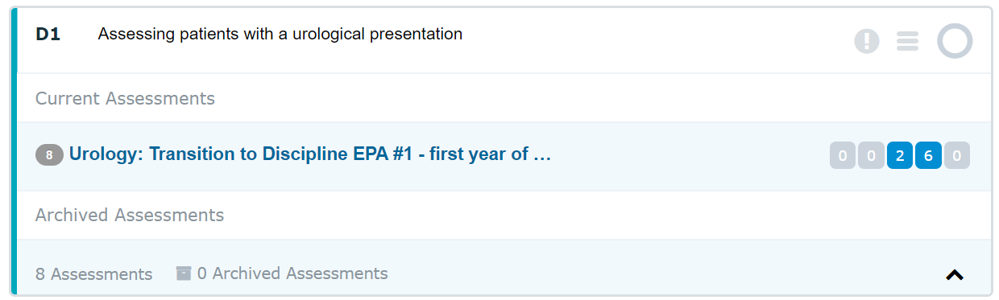 D1 Assessing patients with a urological presentation
Current Assessments
8 Urology: Transition to Discipline EPA #1 - first year of ... 0 0 2 6 0
Archived Assessments
8 Assessments 0 Archived Assessments